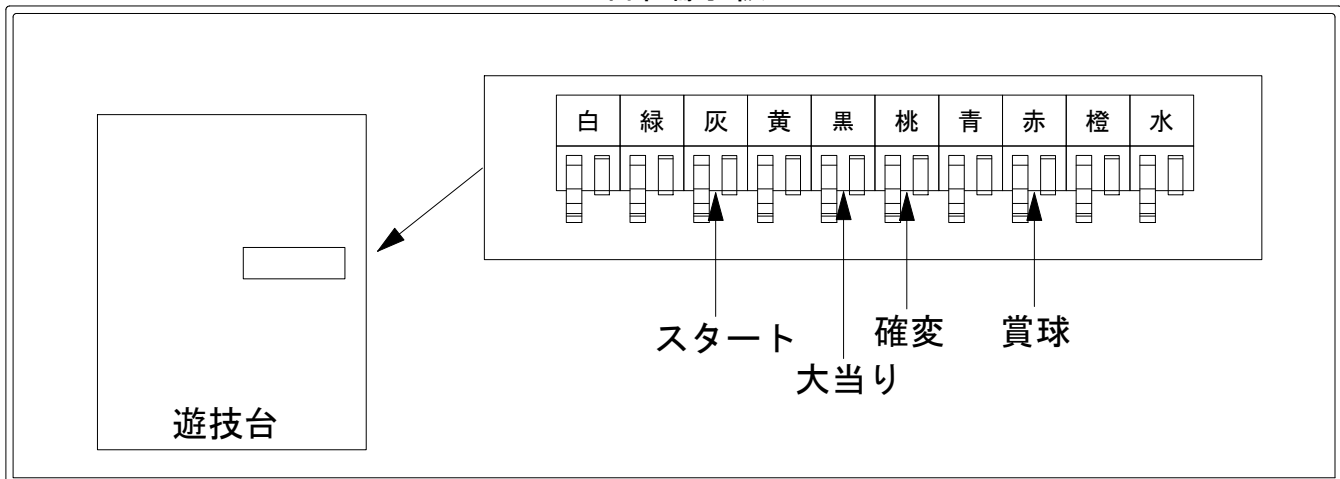 白 緑 灰 黄 黒 桃 青 赤 橙 水
スタート
大当り
確変
賞球
遊技台